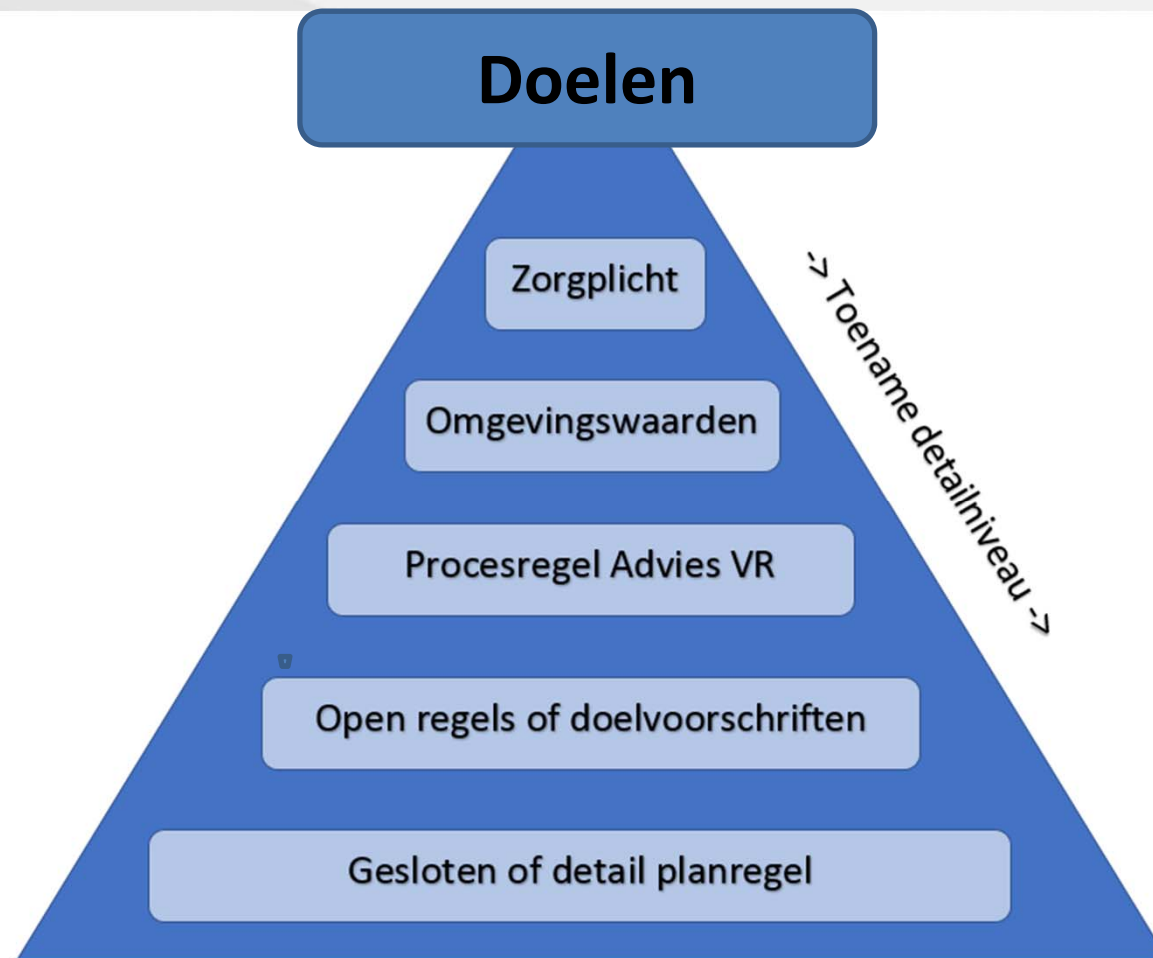 Doelen
Zorgplicht
-> Toename detailniveau ->
Omgevingswaarden
Procesregel Advies VR
Open regels of doelvoorschriften
Gesloten of detail planregel